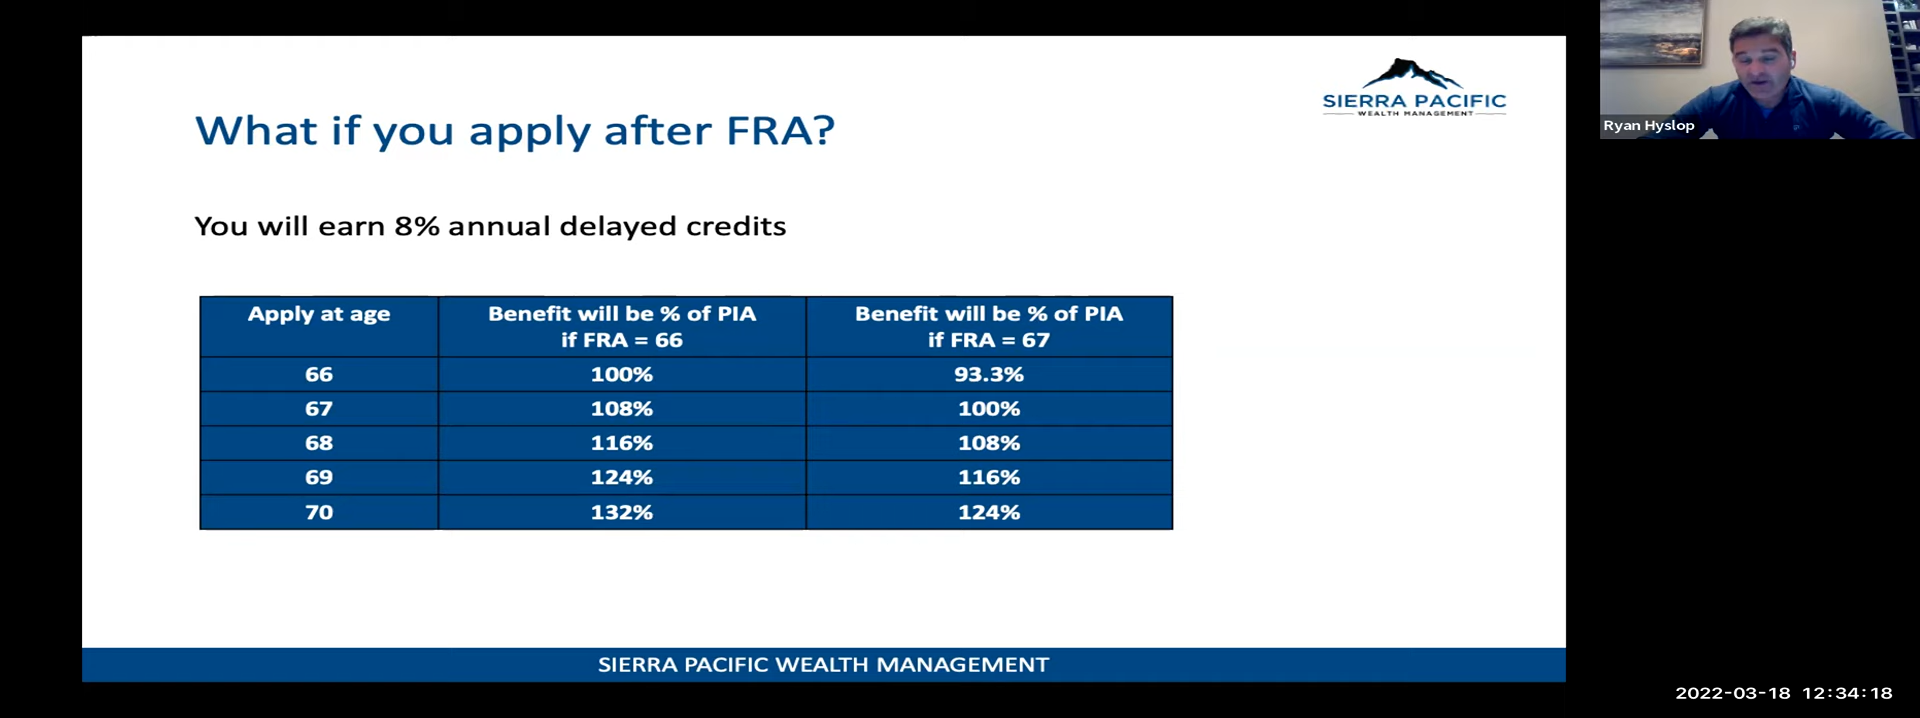 SIERRA PACIFIC
WEALTH MANAGEMENT
Ryan Hyslop
What if you apply after FRA?
You will earn 8% annual delayed credits
Apply at age
Benefit will be % of PIA
if FRA = 66
Benefit will be % of PIA
if FRA = 67
66 100% 93.3%
67 108% 100%
68 116% 108%
69 124% 116%
70 132% 124%
SIERRA PACIFIC WEALTH MANAGEMENT
2022-03-18 12:34:18